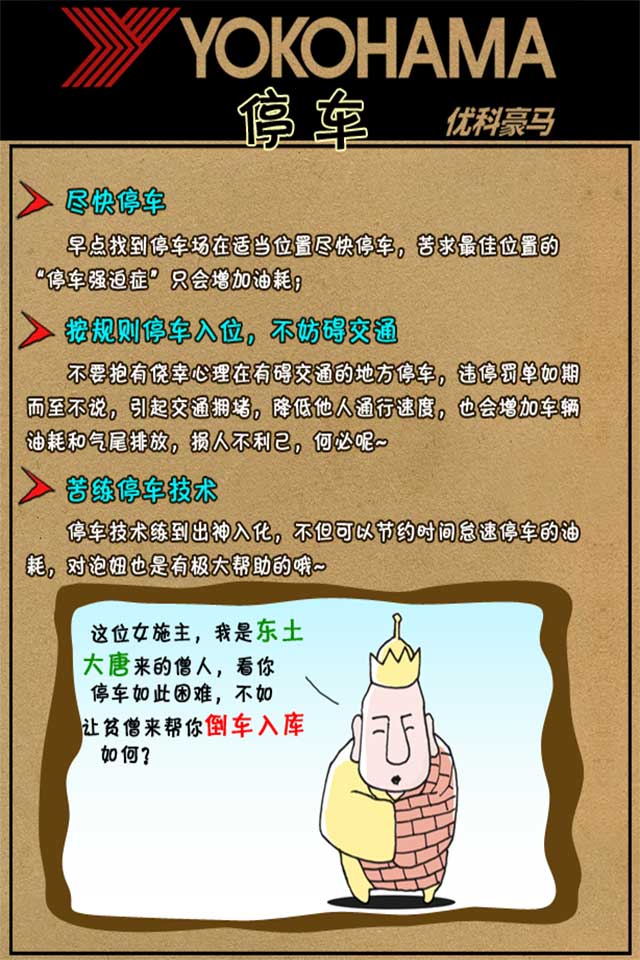 YOKOHAMA
停车
优科豪马
尽快停车
早点找到停车场在适当位置尽快停车，苦求最佳位置的
“停车强迫症”只会增加油耗；
按规则停车入位，不妨碍交通
不要抱有侥幸心理在有碍交通的地方停车，违停罚单如期
而至不说，引起交通拥堵，降低他人通行速度，也会增加车辆
油耗和气尾排放，损人不利己，何必呢~
苦练停车技术
停车技术练到出神入化，不但可以节约时间怠速停车的油
耗，对泡妞也是有极大帮助的哦~
这位女施主，我是东土
大唐来的僧人，看你
停车如此困难，不如
让贫僧来帮你倒车入库
如何？